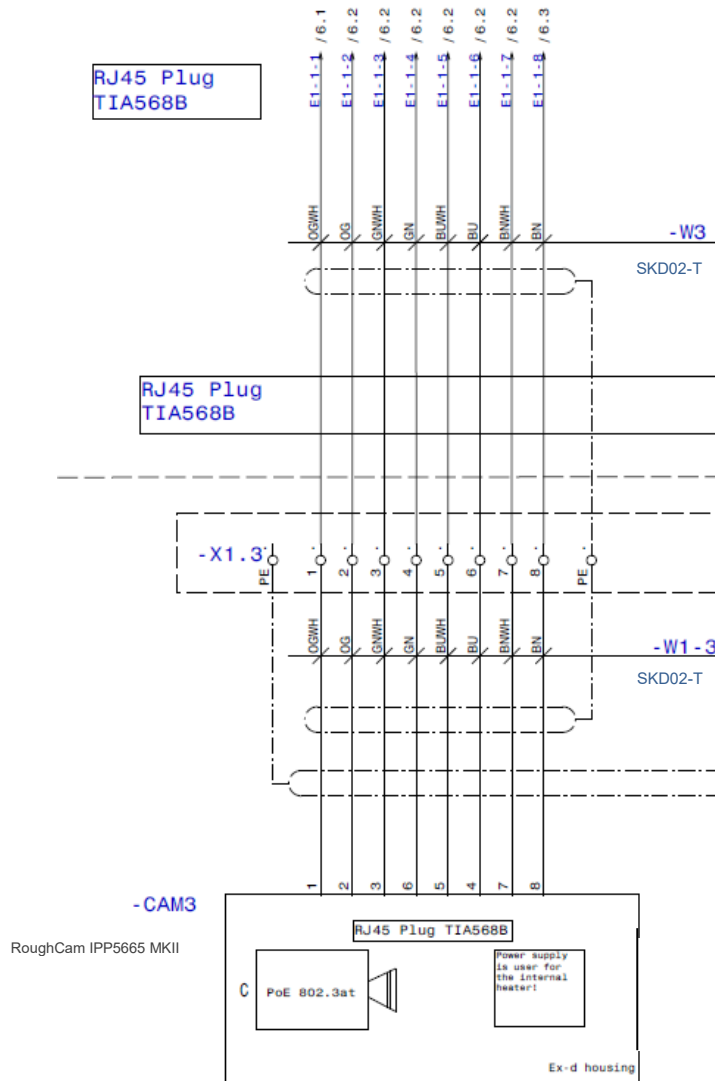 /6.1 /6.2 /6.2 /6.2 /6.2 /6.2 /6.2 /6.3
RJ45 Plug
TIA568B
E1-1-1 E1-1-2 E1-1-3 E1-1-4 E1-1-5 E1-1-6 E1-1-7 E1-1-8
OGWH OG GNWH GN BUWH BU BNWH BN
-W3
SKD02-T
RJ45 Plug
TIA568B
-X1.3
PE 1 2 3 4 5 6 7 8 PE
OGWH OG GNWH GN BUWH BU BNWH BN
-W1-3
SKD02-T
1 2 3 6 5 4 7 8
-CAM3
RJ45 Plug TIA568B
RoughCam IPP5665 MKII
C
PoE 802.3at
Power supply
is user for
the internal
heater!
Ex-d housing